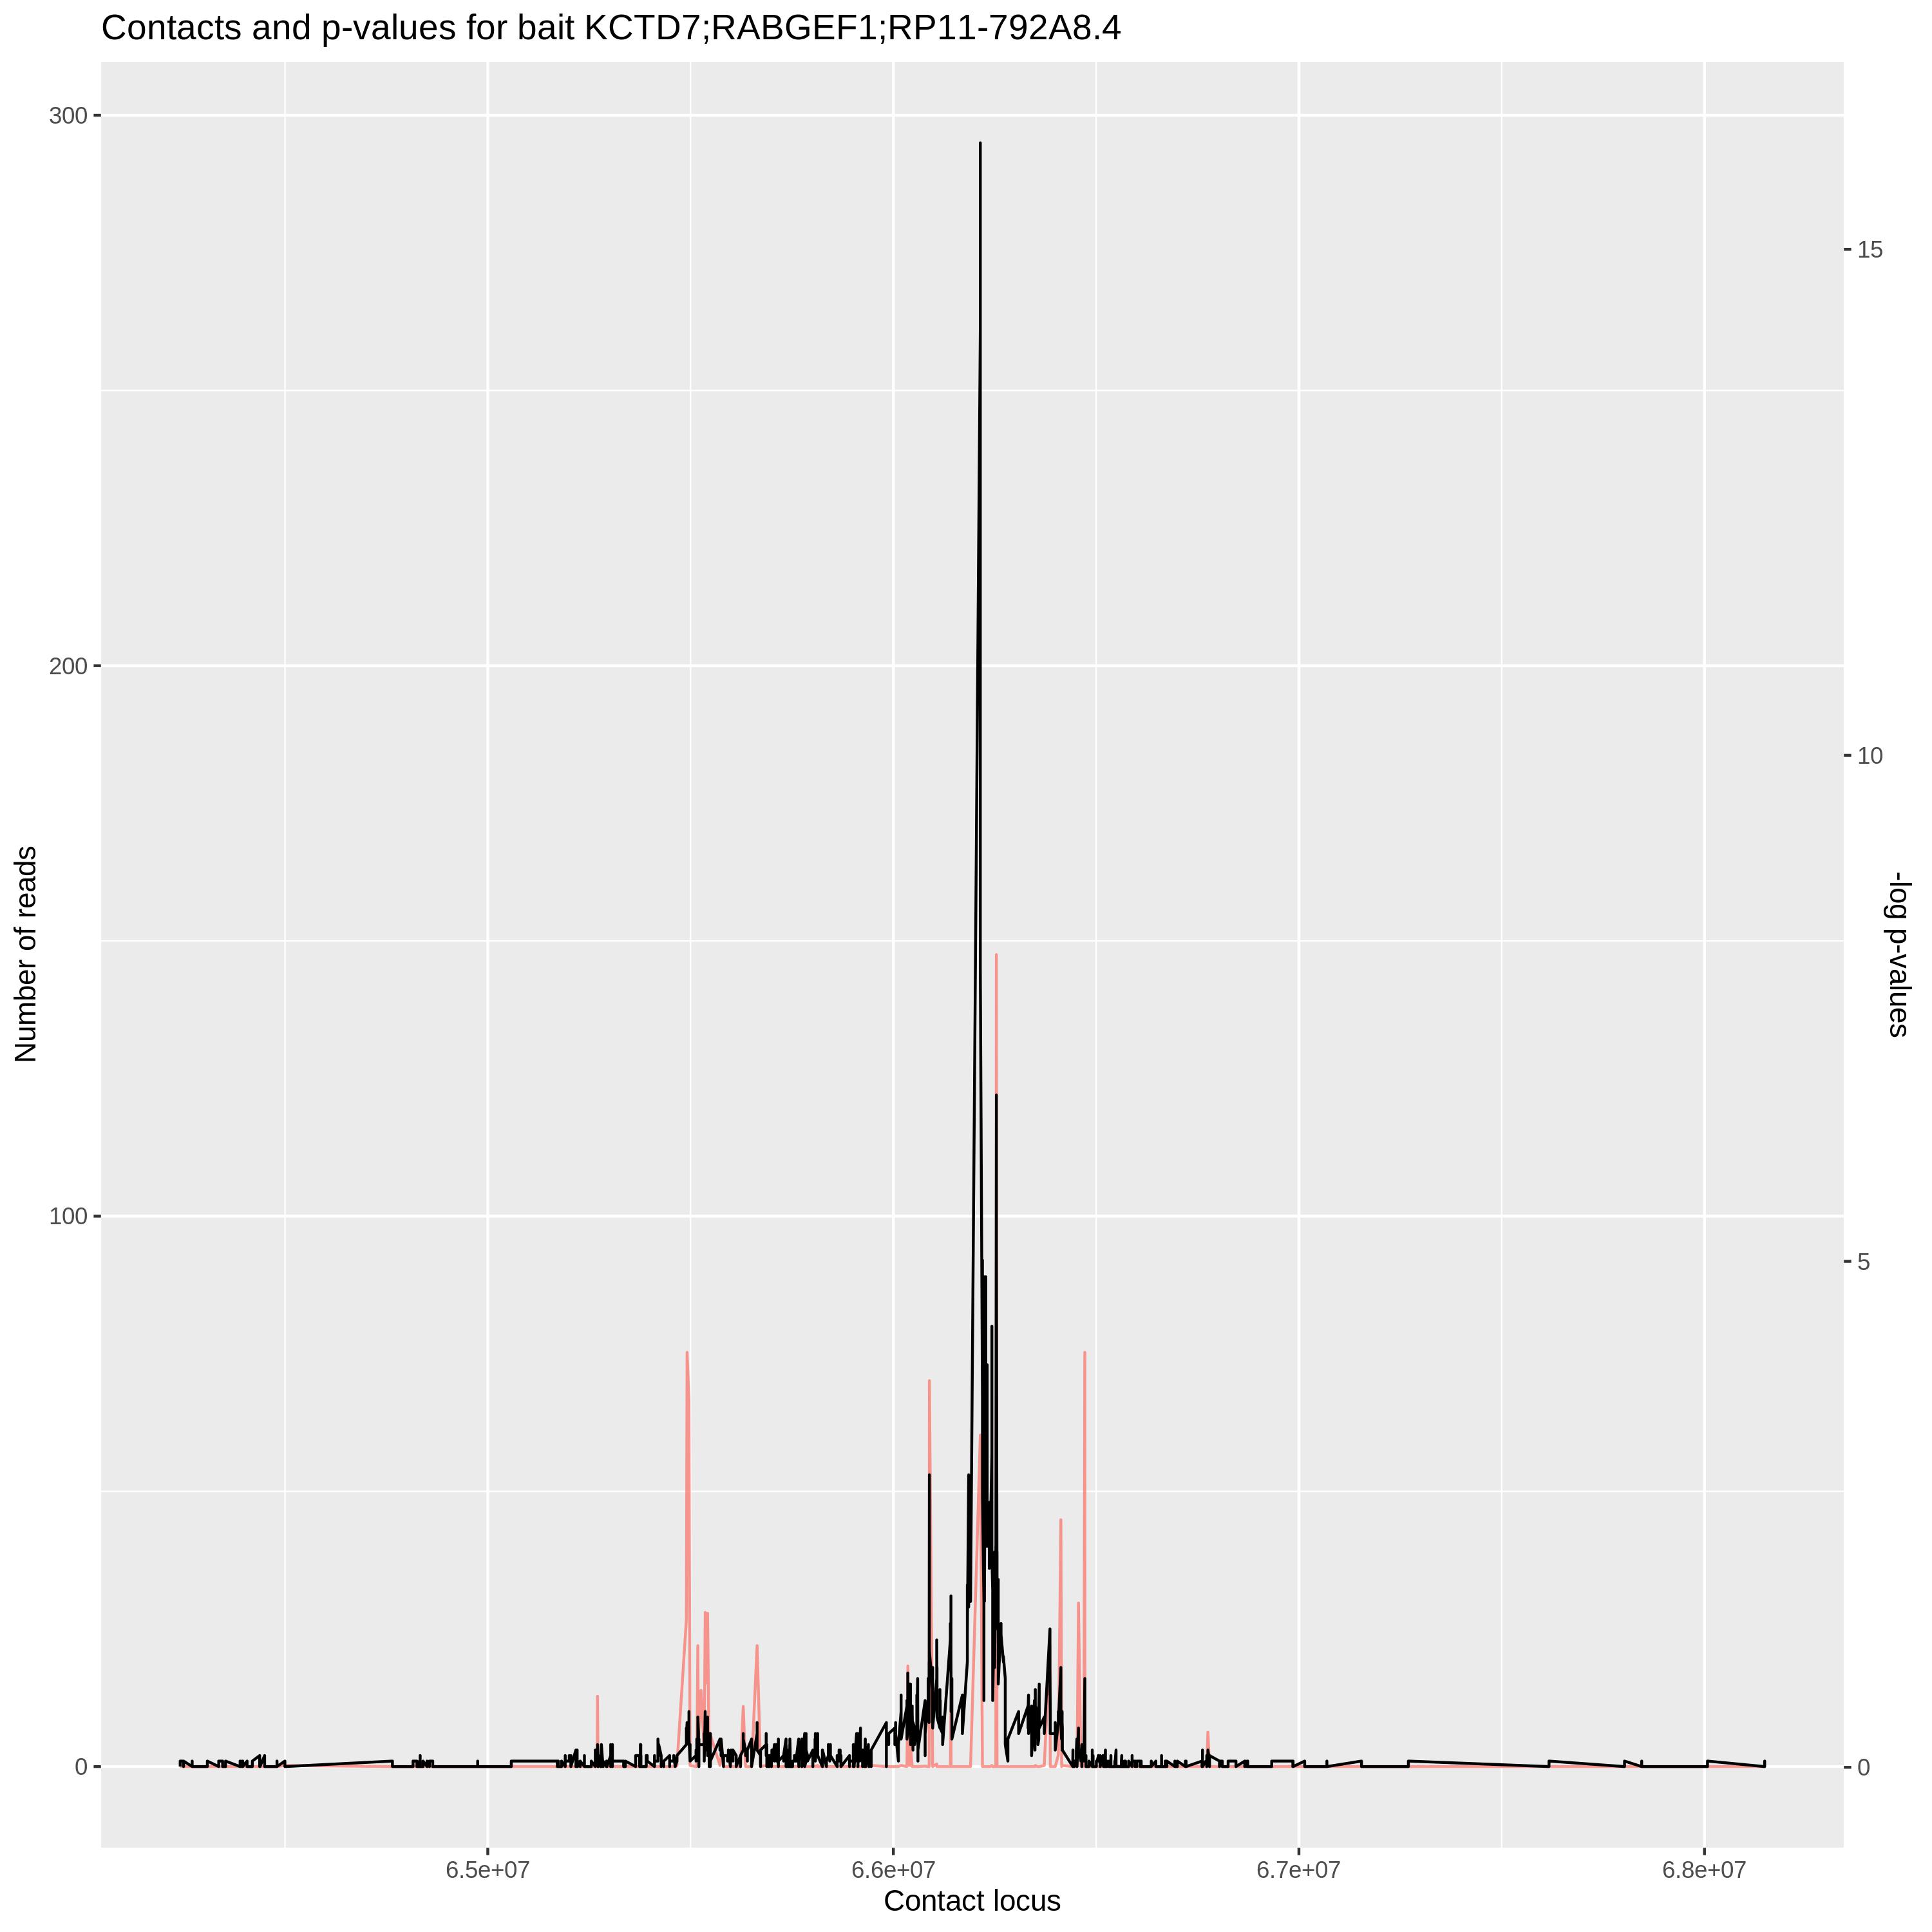 Contacts and p-values for bait KCTD7;RABGEF1;RP11-792A8.4
300
200
100
0
Number of reads
15
10
5
0
-log p-values
6.5e+07
6.6e+07
6.7e+07
6.8e+07
Contact locus